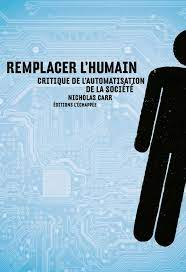 REMPLACER L'HUMAIN
CRITIQUE DE L'AUTOMATISATION
DE LA SOCIÉTÉ
NICHOLAS CARR
ÉDITIONS L'ÉCHAPPÉE